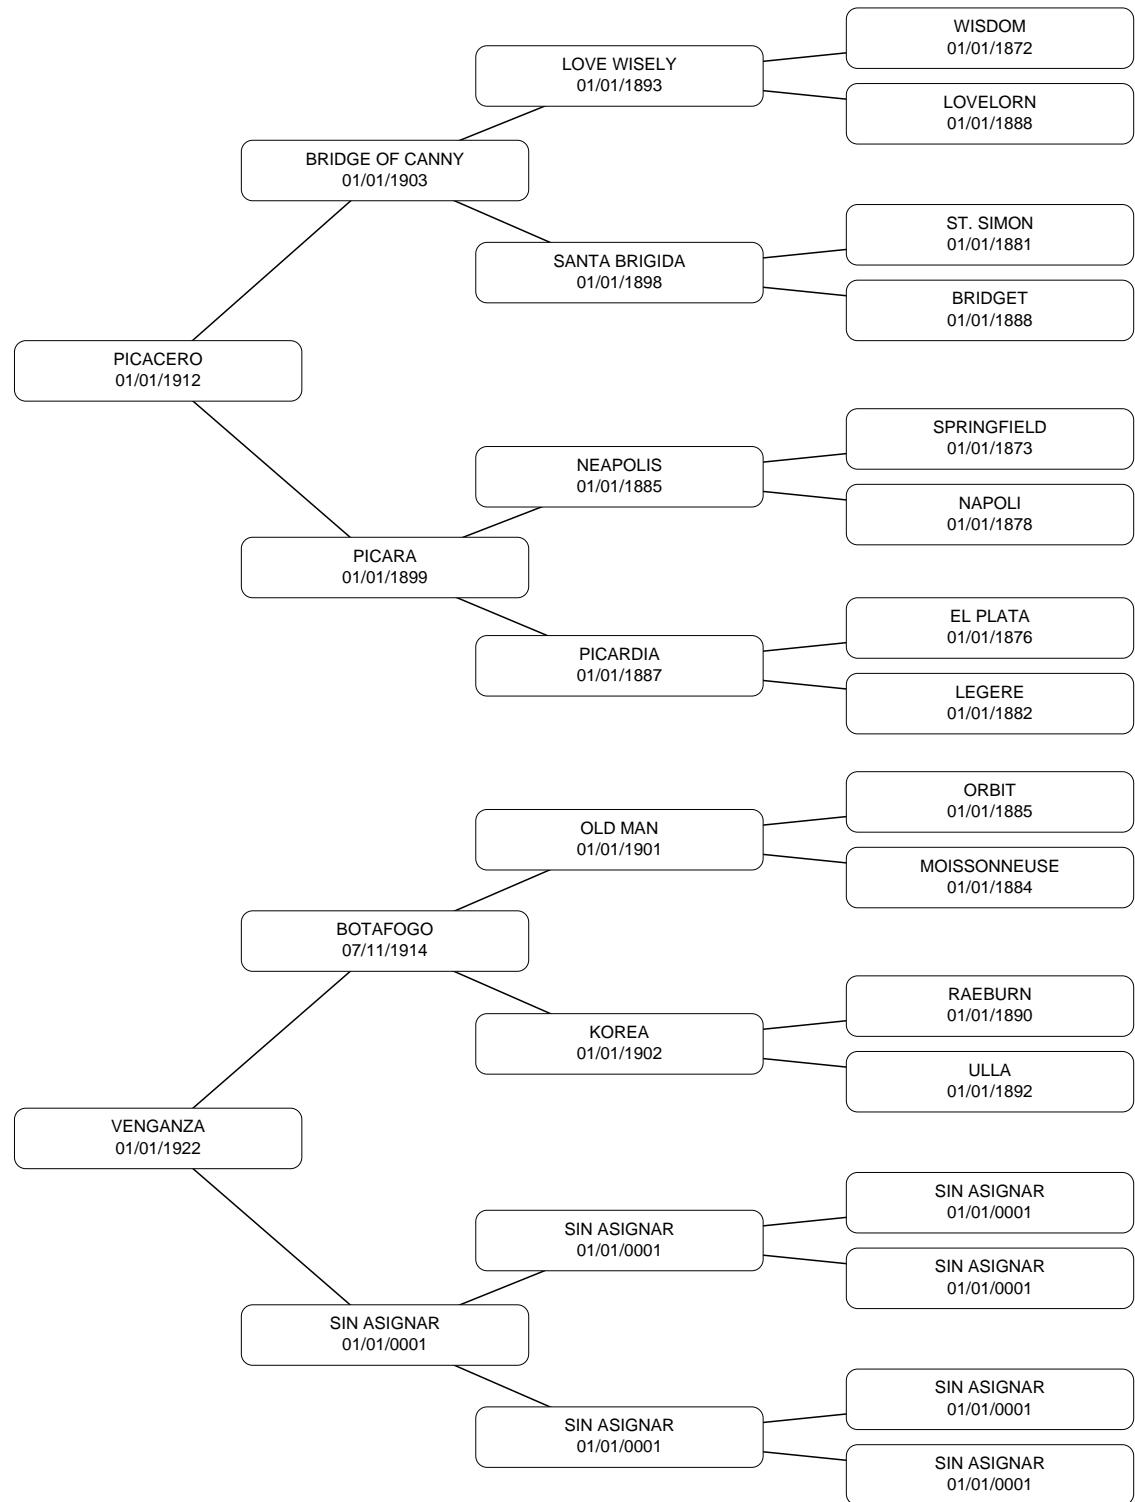 WISDOM
01/01/1872
LOVE WISELY
01/01/1893
LOVELORN
01/01/1888
BRIDGE OF CANNY
01/01/1903
ST. SIMON
01/01/1881
SANTA BRIGIDA
01/01/1898
BRIDGET
01/01/1888
PICACERO
01/01/1912
SPRINGFIELD
01/01/1873
NEAPOLIS
01/01/1885
NAPOLI
01/01/1878
PICARA
01/01/1899
EL PLATA
01/01/1876
PICARDIA
01/01/1887
LEGERE
01/01/1882
ORBIT
01/01/1885
OLD MAN
01/01/1901
MOISSONNEUSE
01/01/1884
BOTAFOGO
07/11/1914
RAEBURN
01/01/1890
KOREA
01/01/1902
ULLA
01/01/1892
VENGANZA
01/01/1922
SIN ASIGNAR
01/01/0001
SIN ASIGNAR
01/01/0001
SIN ASIGNAR
01/01/0001
SIN ASIGNAR
01/01/0001
SIN ASIGNAR
01/01/0001
SIN ASIGNAR
01/01/0001
SIN ASIGNAR
01/01/0001